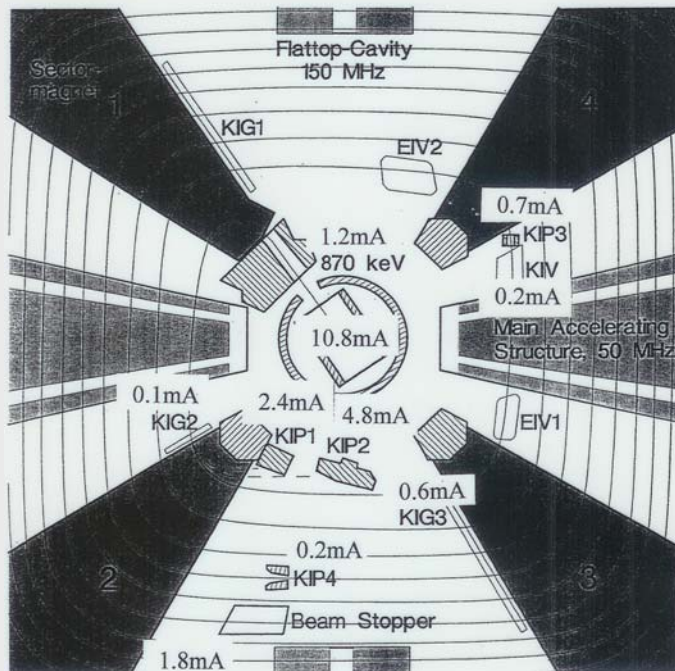 Flattop-Cavity
150 MHz
Sector-
magnet
1
4
KIG1
EIV2
0.7mA
1.2mA
KIP3
870 keV
KIV
0.2mA
10.8mA
Main Accelerating
Structure, 50 MHz
0.1mA
2.4mA
4.8mA
KIG2
EIV1
KIP1
KIP2
0.6mA
KIG3
0.2mA
2
KIP4
3
Beam Stopper
1.8mA